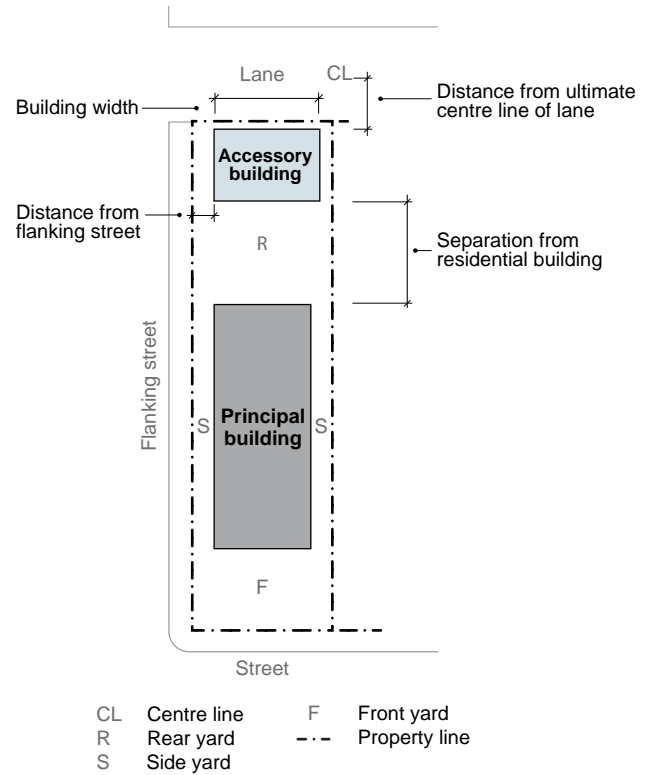 Lane
CL
Building width
Distance from ultimate
centre line of lane
Accessory
building
Distance from
flanking street
R
Separation from
residential building
Flanking street
S
Principal
building
S
F
Street
CL Centre line
R Rear yard
S Side yard
F Front yard
Property line